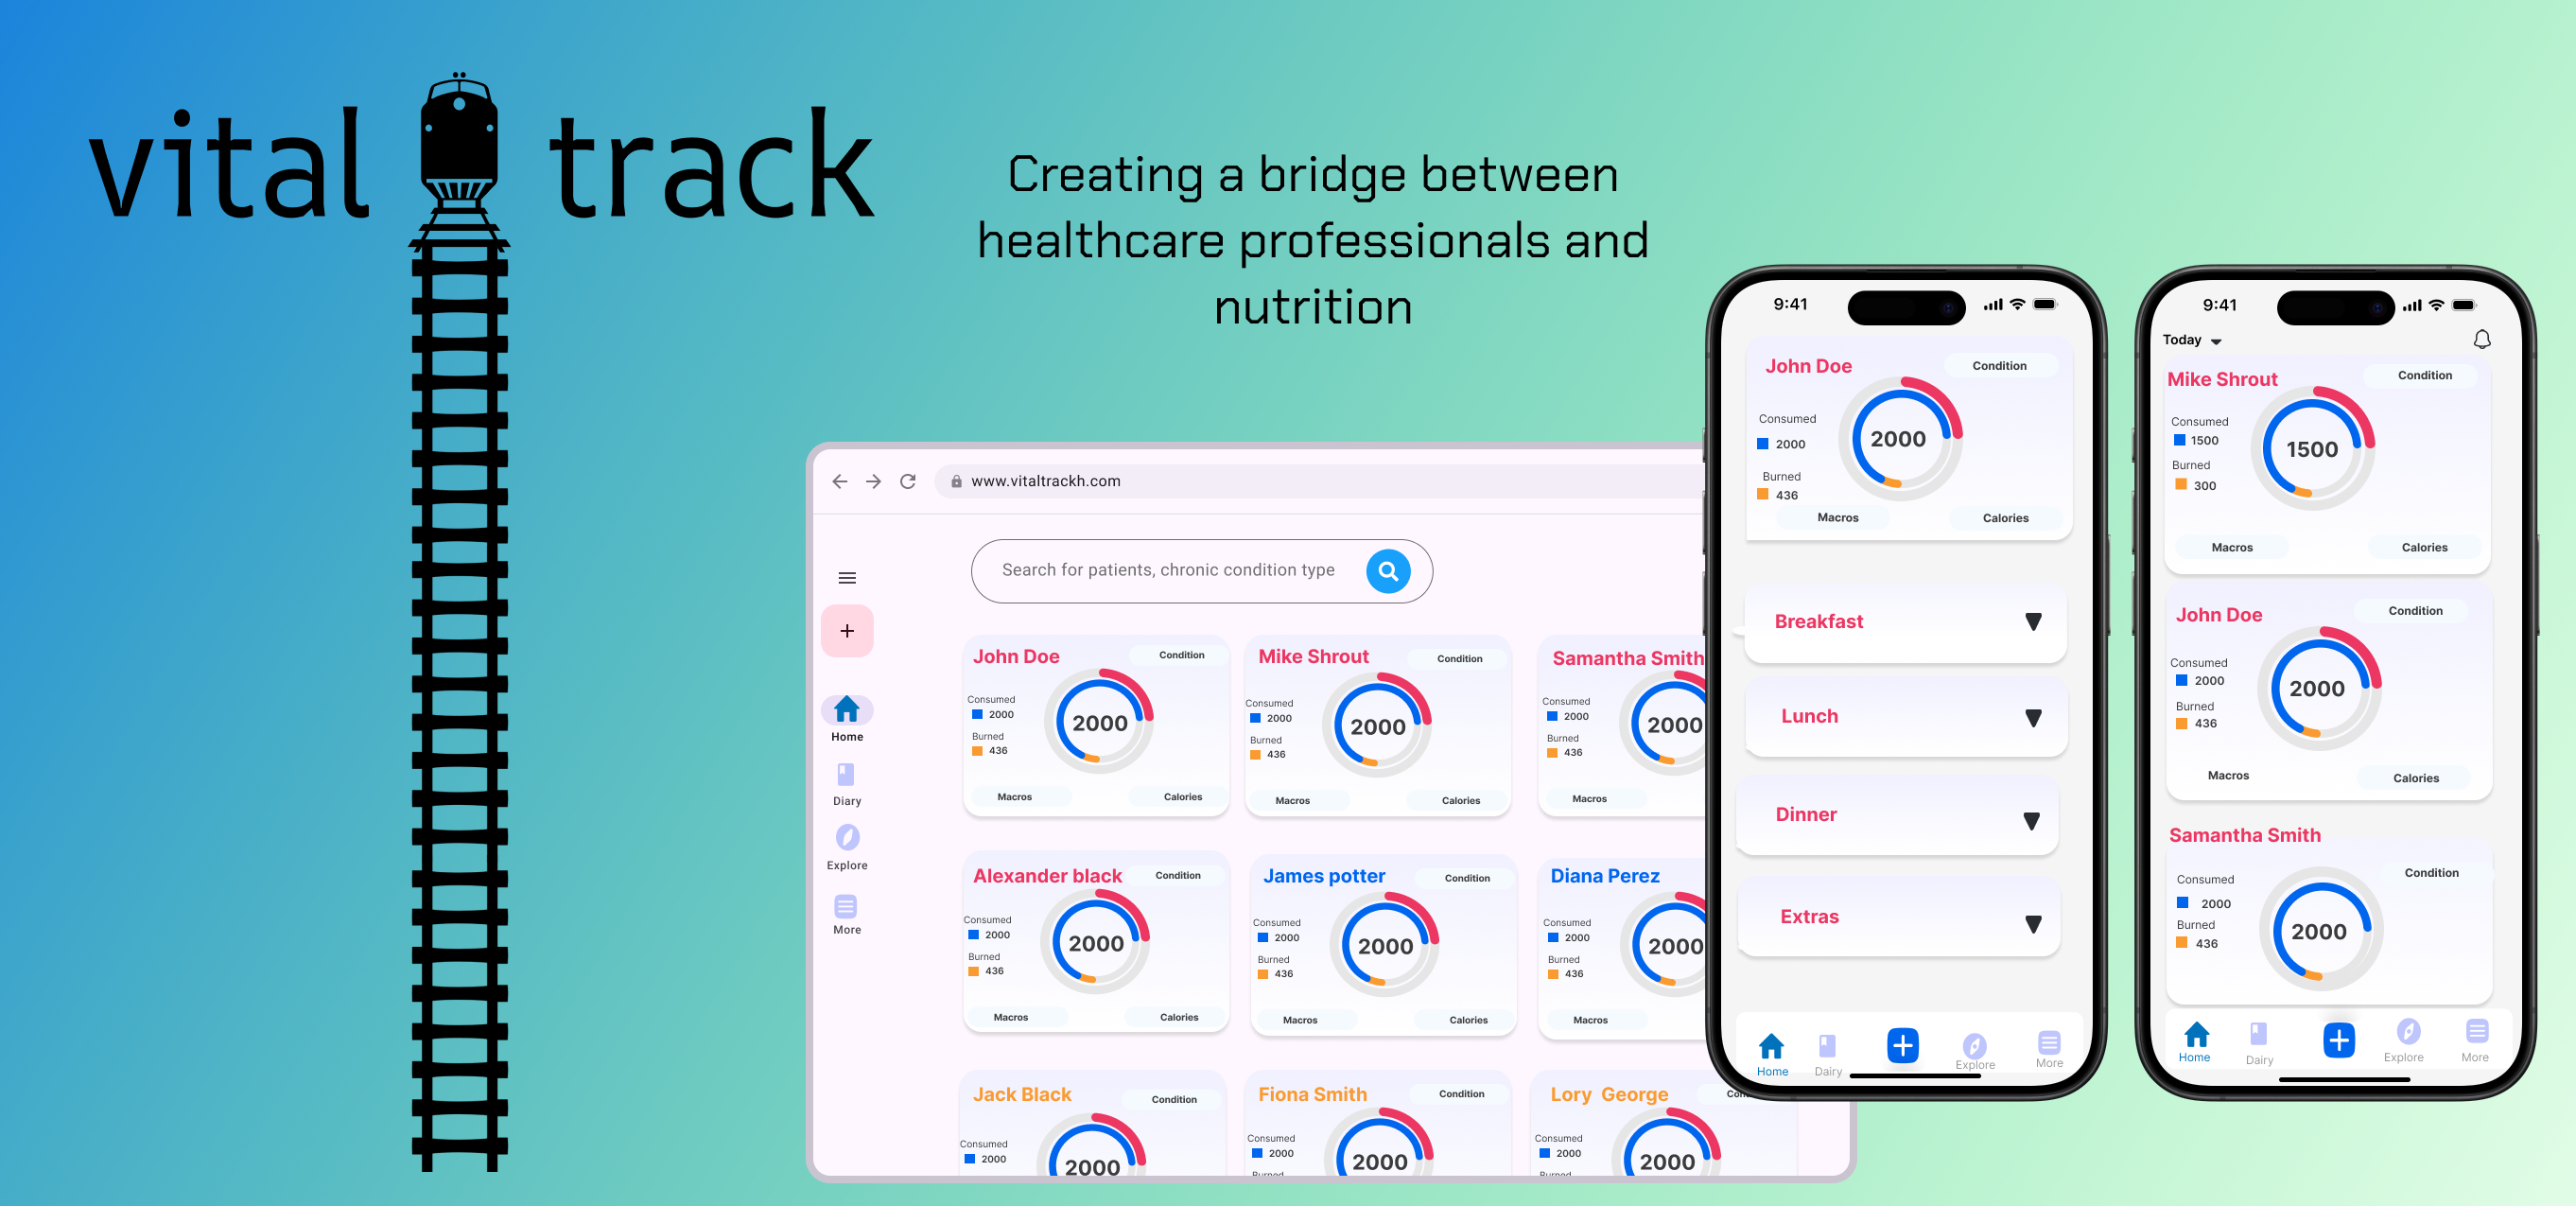 vital track
Creating a bridge between
healthcare professionals and
nutrition
www.vitaltrackh.com
Search for patients, chronic condition type
Home
Diary
Explore
More
John Doe
Condition
Consumed
2000
Burned
436
2000
Macros
Calories
Mike Shrout
Condition
Consumed
2000
Burned
436
2000
Macros
Calories
Samantha Smith
Consumed
2000
Burned
436
2000
Macros
Alexander black
Condition
Consumed
2000
Burned
436
2000
Macros
Calories
James potter
Condition
Consumed
2000
Burned
436
2000
Macros
Calories
Diana Perez
Consumed
2000
Burned
436
2000
Macros
Jack Black
Condition
Consumed
2000
2000
Fiona Smith
Condition
Consumed
2000
Burned
2000
Lory George
Consumed
2000
Burned
2000
9:41
John Doe
Condition
Consumed
2000
Burned
436
2000
Macros
Calories
Breakfast
Lunch
Dinner
Extras
Home
Dairy
Explore
More
9:41
Today
Mike Shrout
Condition
Consumed
1500
Burned
300
1500
Macros
Calories
John Doe
Condition
Consumed
2000
Burned
436
2000
Macros
Calories
Samantha Smith
Condition
Consumed
2000
Burned
436
2000
Home
Dairy
Explore
More